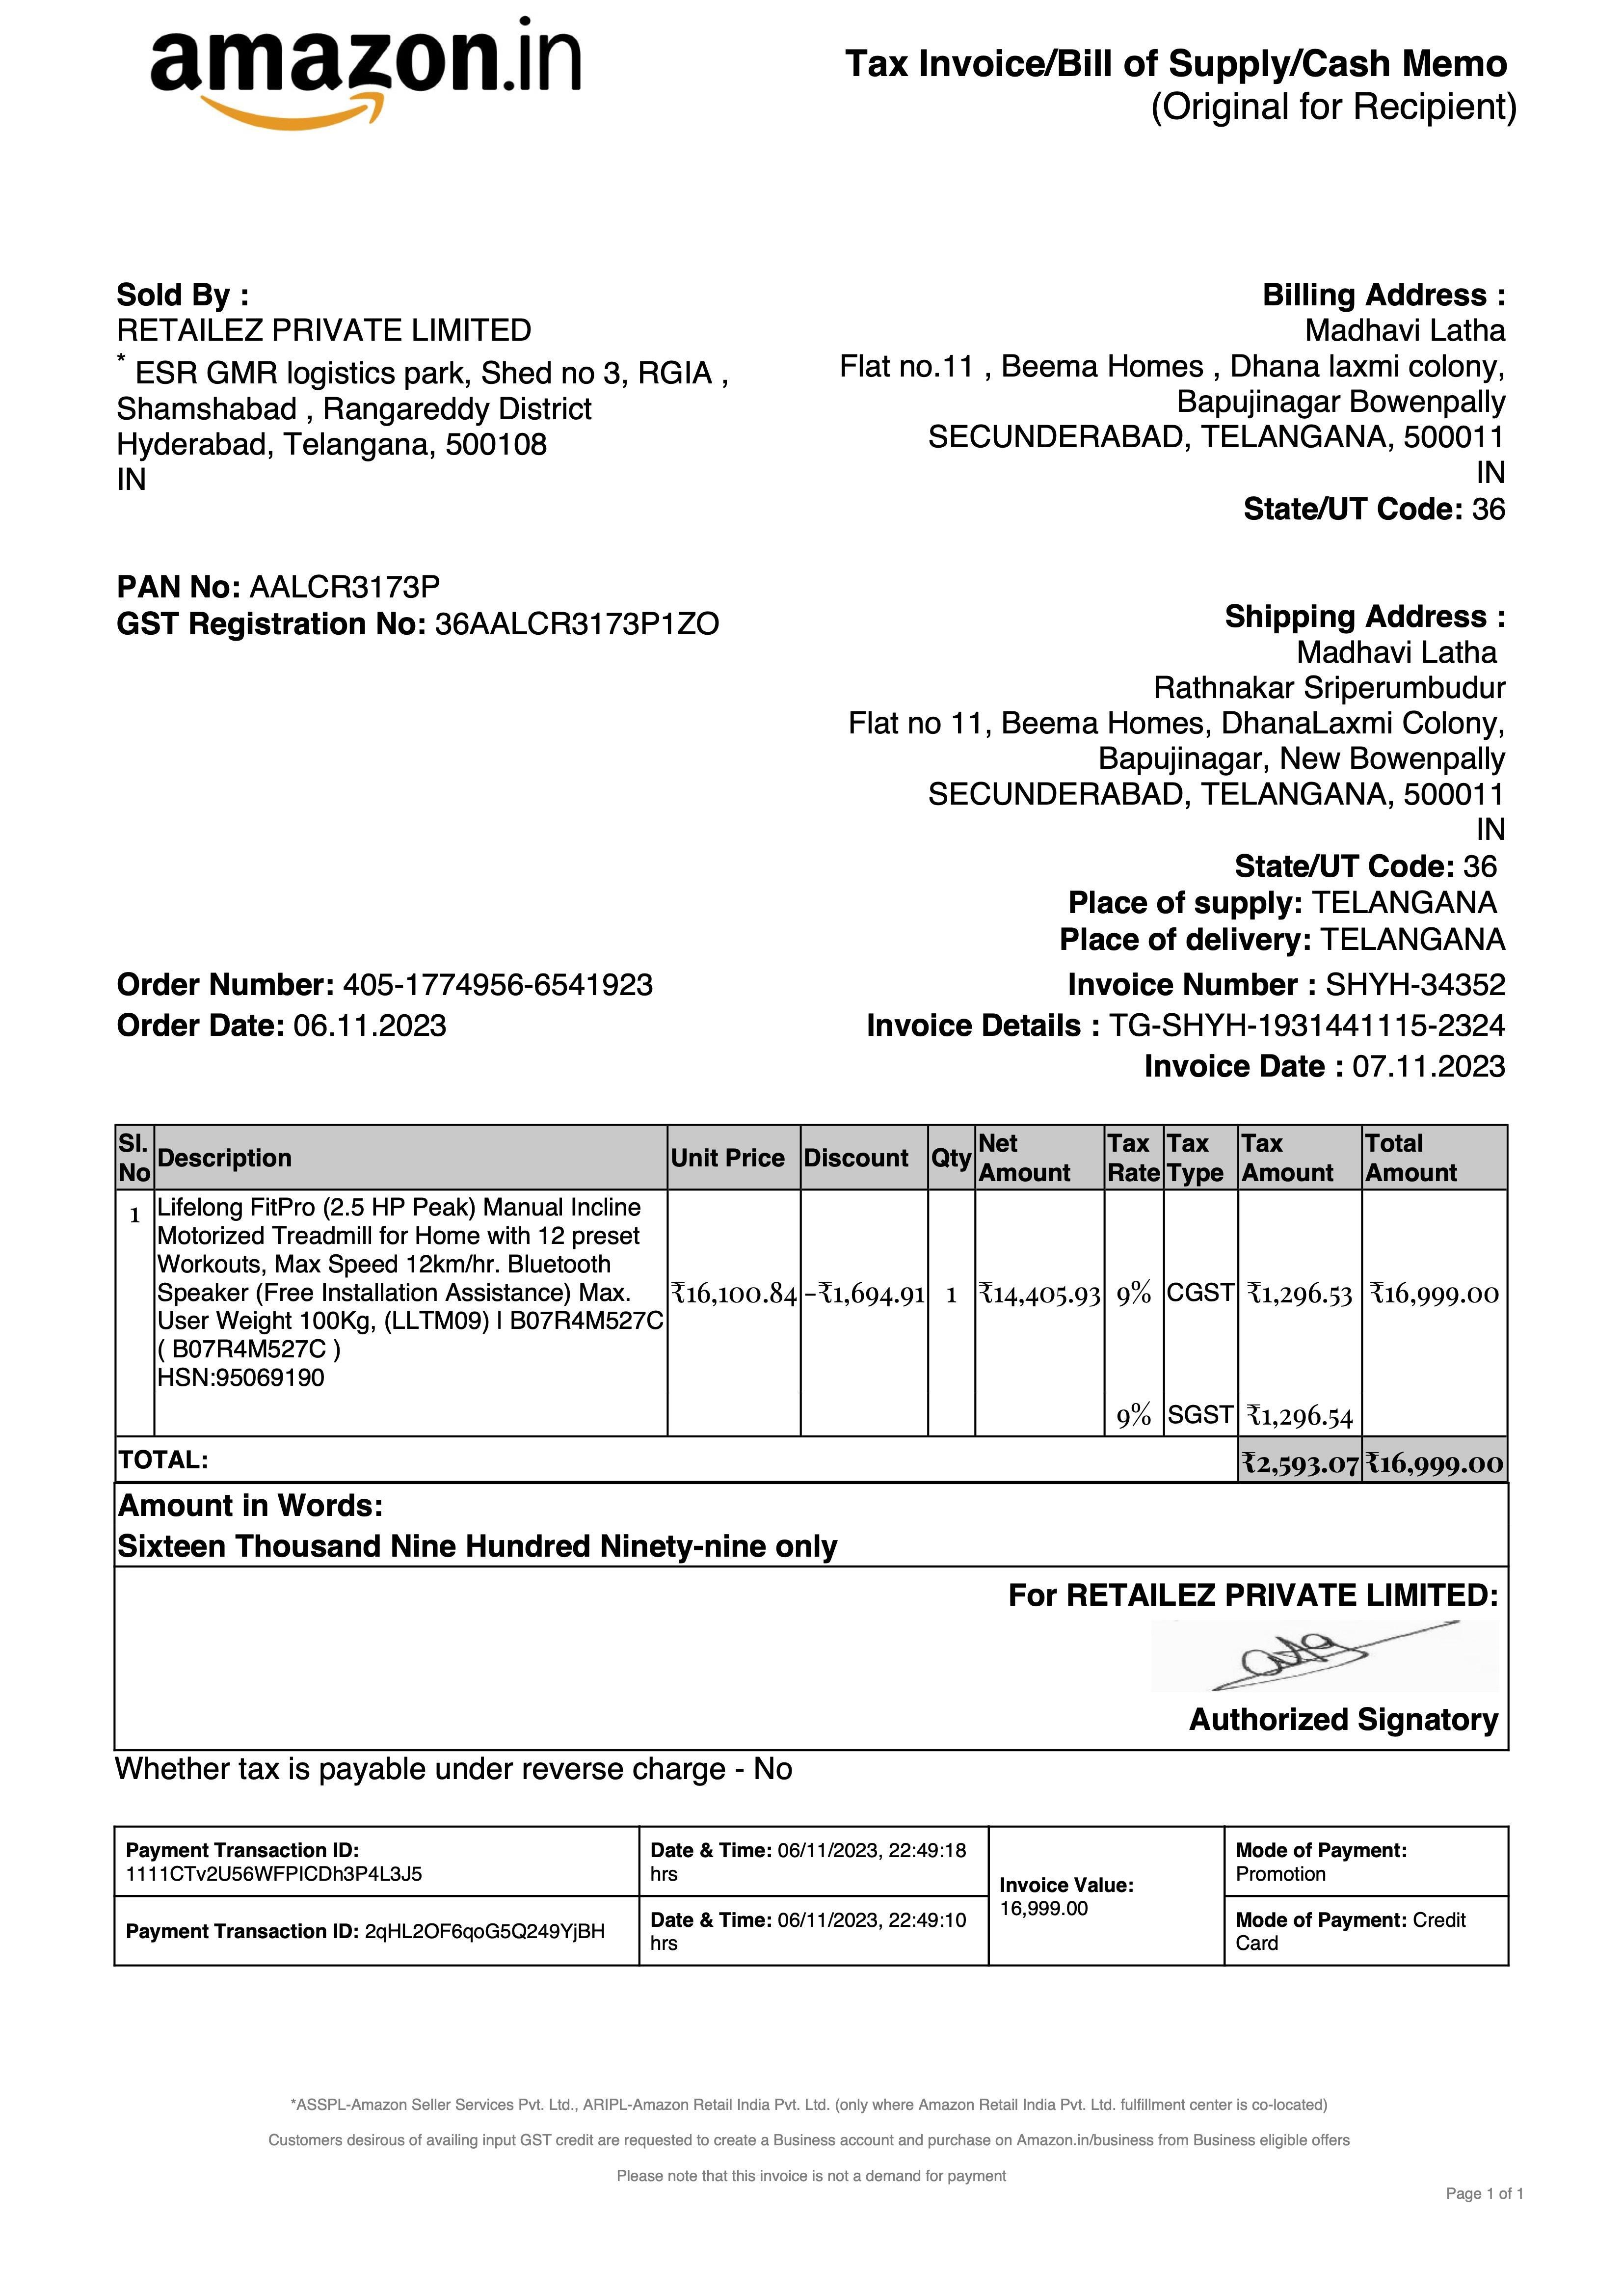 amazon.in
Tax Invoice/Bill of Supply/Cash Memo
(Original for Recipient)
Sold By :
RETAILEZ PRIVATE LIMITED
* ESR GMR logistics park, Shed no 3, RGIA ,
Shamshabad , Rangareddy District
Hyderabad, Telangana, 500108
IN
PAN No: AALCR3173P
GST Registration No: 36AALCR3173P1ZO
Billing Address :
Madhavi Latha
Flat no.11 , Beema Homes , Dhana laxmi colony,
Bapujinagar Bowenpally
SECUNDERABAD, TELANGANA, 500011
IN
State/UT Code: 36
Shipping Address :
Madhavi Latha
Rathnakar Sriperumbudur
Flat no 11, Beema Homes, DhanaLaxmi Colony,
Bapujinagar, New Bowenpally
SECUNDERABAD, TELANGANA, 500011
IN
State/UT Code: 36
Place of supply: TELANGANA
Place of delivery: TELANGANA
Order Number: 405-1774956-6541923
Order Date: 06.11.2023
Invoice Number : SHYH-34352
Invoice Details : TG-SHYH-1931441115-2324
Invoice Date : 07.11.2023
Sl. No Description Unit Price Discount Qty Net Amount Tax Rate Tax Type Tax Amount Total Amount
1
Lifelong FitPro (2.5 HP Peak) Manual Incline
Motorized Treadmill for Home with 12 preset
Workouts, Max Speed 12km/hr. Bluetooth
Speaker (Free Installation Assistance) Max.
User Weight 100Kg, (LLTM09) | B07R4M527C
( B07R4M527C )
HSN:95069190
₹16,100.84 -₹1,694.91 1 ₹14,405.93 9% CGST ₹1,296.53 ₹16,999.00
9% SGST ₹1,296.54
TOTAL: ₹2,593.07 ₹16,999.00
Amount in Words:
Sixteen Thousand Nine Hundred Ninety-nine only
For RETAILEZ PRIVATE LIMITED:
Authorized Signatory
Whether tax is payable under reverse charge - No
Payment Transaction ID:
1111CTv2U56WFPICDh3P4L3J5
Date & Time: 06/11/2023, 22:49:18
hrs
Invoice Value:
16,999.00
Mode of Payment:
Promotion
Payment Transaction ID: 2qHL2OF6qoG5Q249YjBH
Date & Time: 06/11/2023, 22:49:10
hrs
Mode of Payment: Credit
Card
*ASSPL-Amazon Seller Services Pvt. Ltd., ARIPL-Amazon Retail India Pvt. Ltd. (only where Amazon Retail India Pvt. Ltd. fulfillment center is co-located)
Customers desirous of availing input GST credit are requested to create a Business account and purchase on Amazon.in/business from Business eligible offers
Please note that this invoice is not a demand for payment
Page 1 of 1